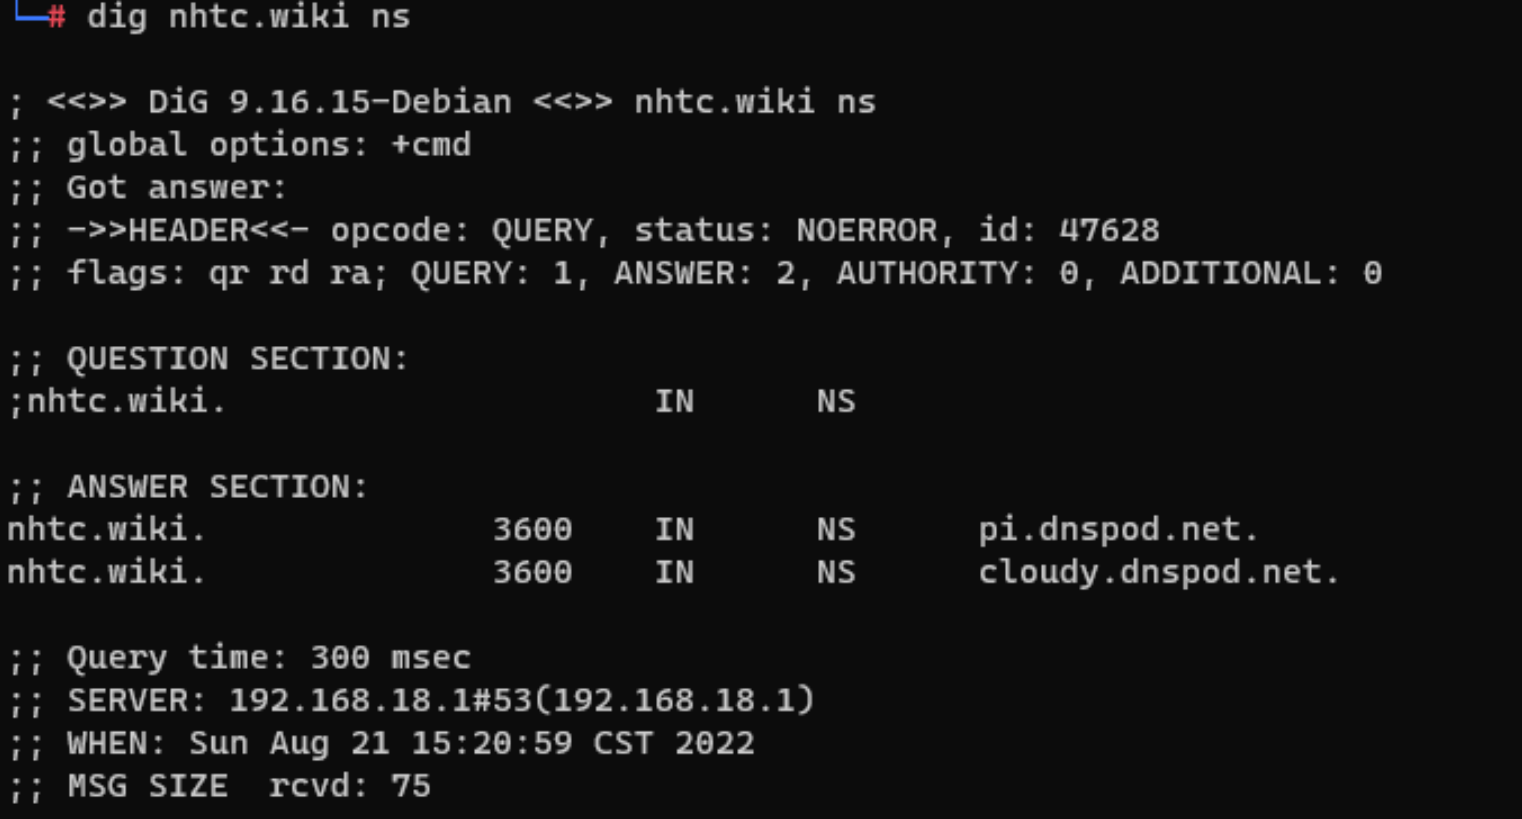 └─# dig nhtc.wiki ns
; <<>> DiG 9.16.15-Debian <<>> nhtc.wiki ns
;; global options: +cmd
;; Got answer:
;; ->>HEADER<<- opcode: QUERY, status: NOERROR, id: 47628
;; flags: qr rd ra; QUERY: 1, ANSWER: 2, AUTHORITY: 0, ADDITIONAL: 0
;; QUESTION SECTION:
;nhtc.wiki. IN NS
;; ANSWER SECTION:
nhtc.wiki. 3600 IN NS pi.dnspod.net.
nhtc.wiki. 3600 IN NS cloudy.dnspod.net.
;; Query time: 300 msec
;; SERVER: 192.168.18.1#53(192.168.18.1)
;; WHEN: Sun Aug 21 15:20:59 CST 2022
;; MSG SIZE rcvd: 75